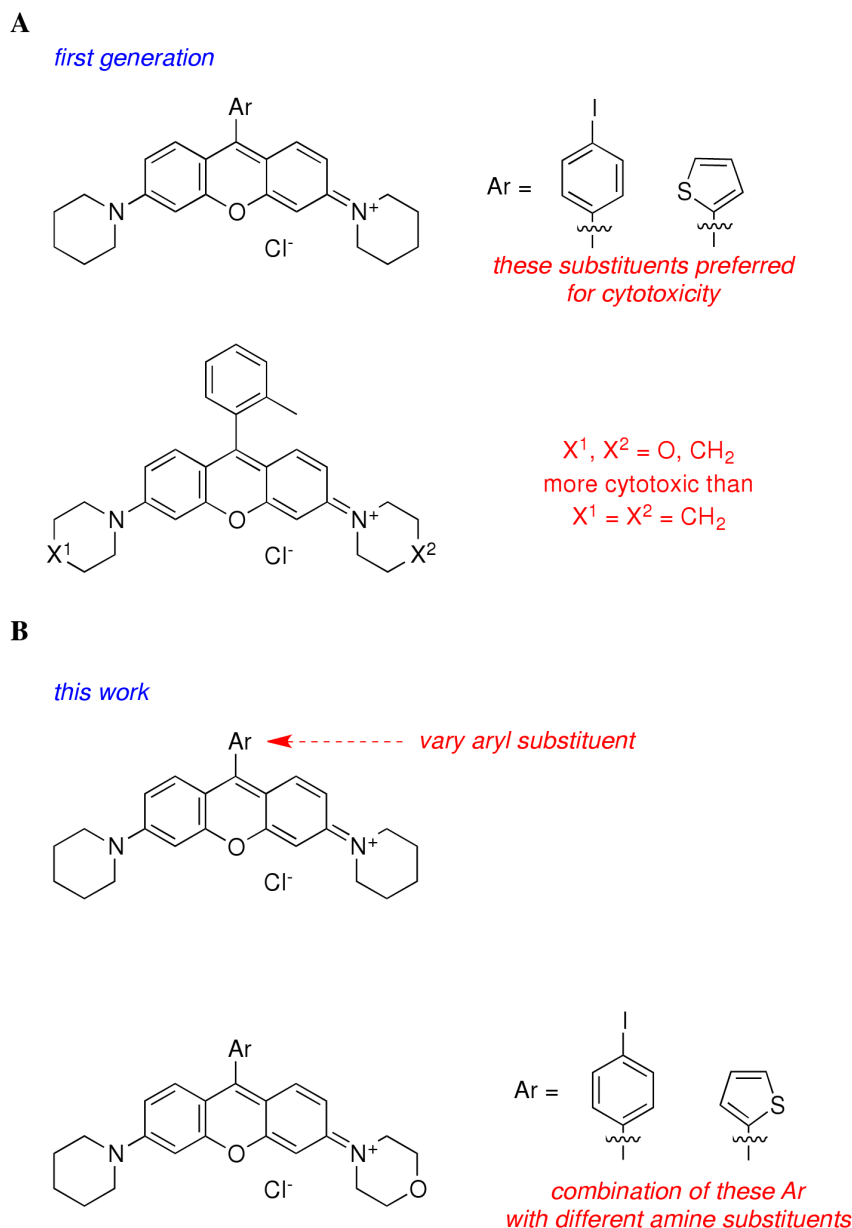 A
first generation
Ar
N
O
N+
Cl-
Ar =
I
S
these substituents preferred
for cytotoxicity
N
O
N+
X1
Cl-
X2
X1, X2 = O, CH2
more cytotoxic than
X1 = X2 = CH2
B
this work
Ar
vary aryl substituent
N
O
N+
Cl-
Ar
N
O
N+
Cl-
O
Ar =
I
S
combination of these Ar
with different amine substituents